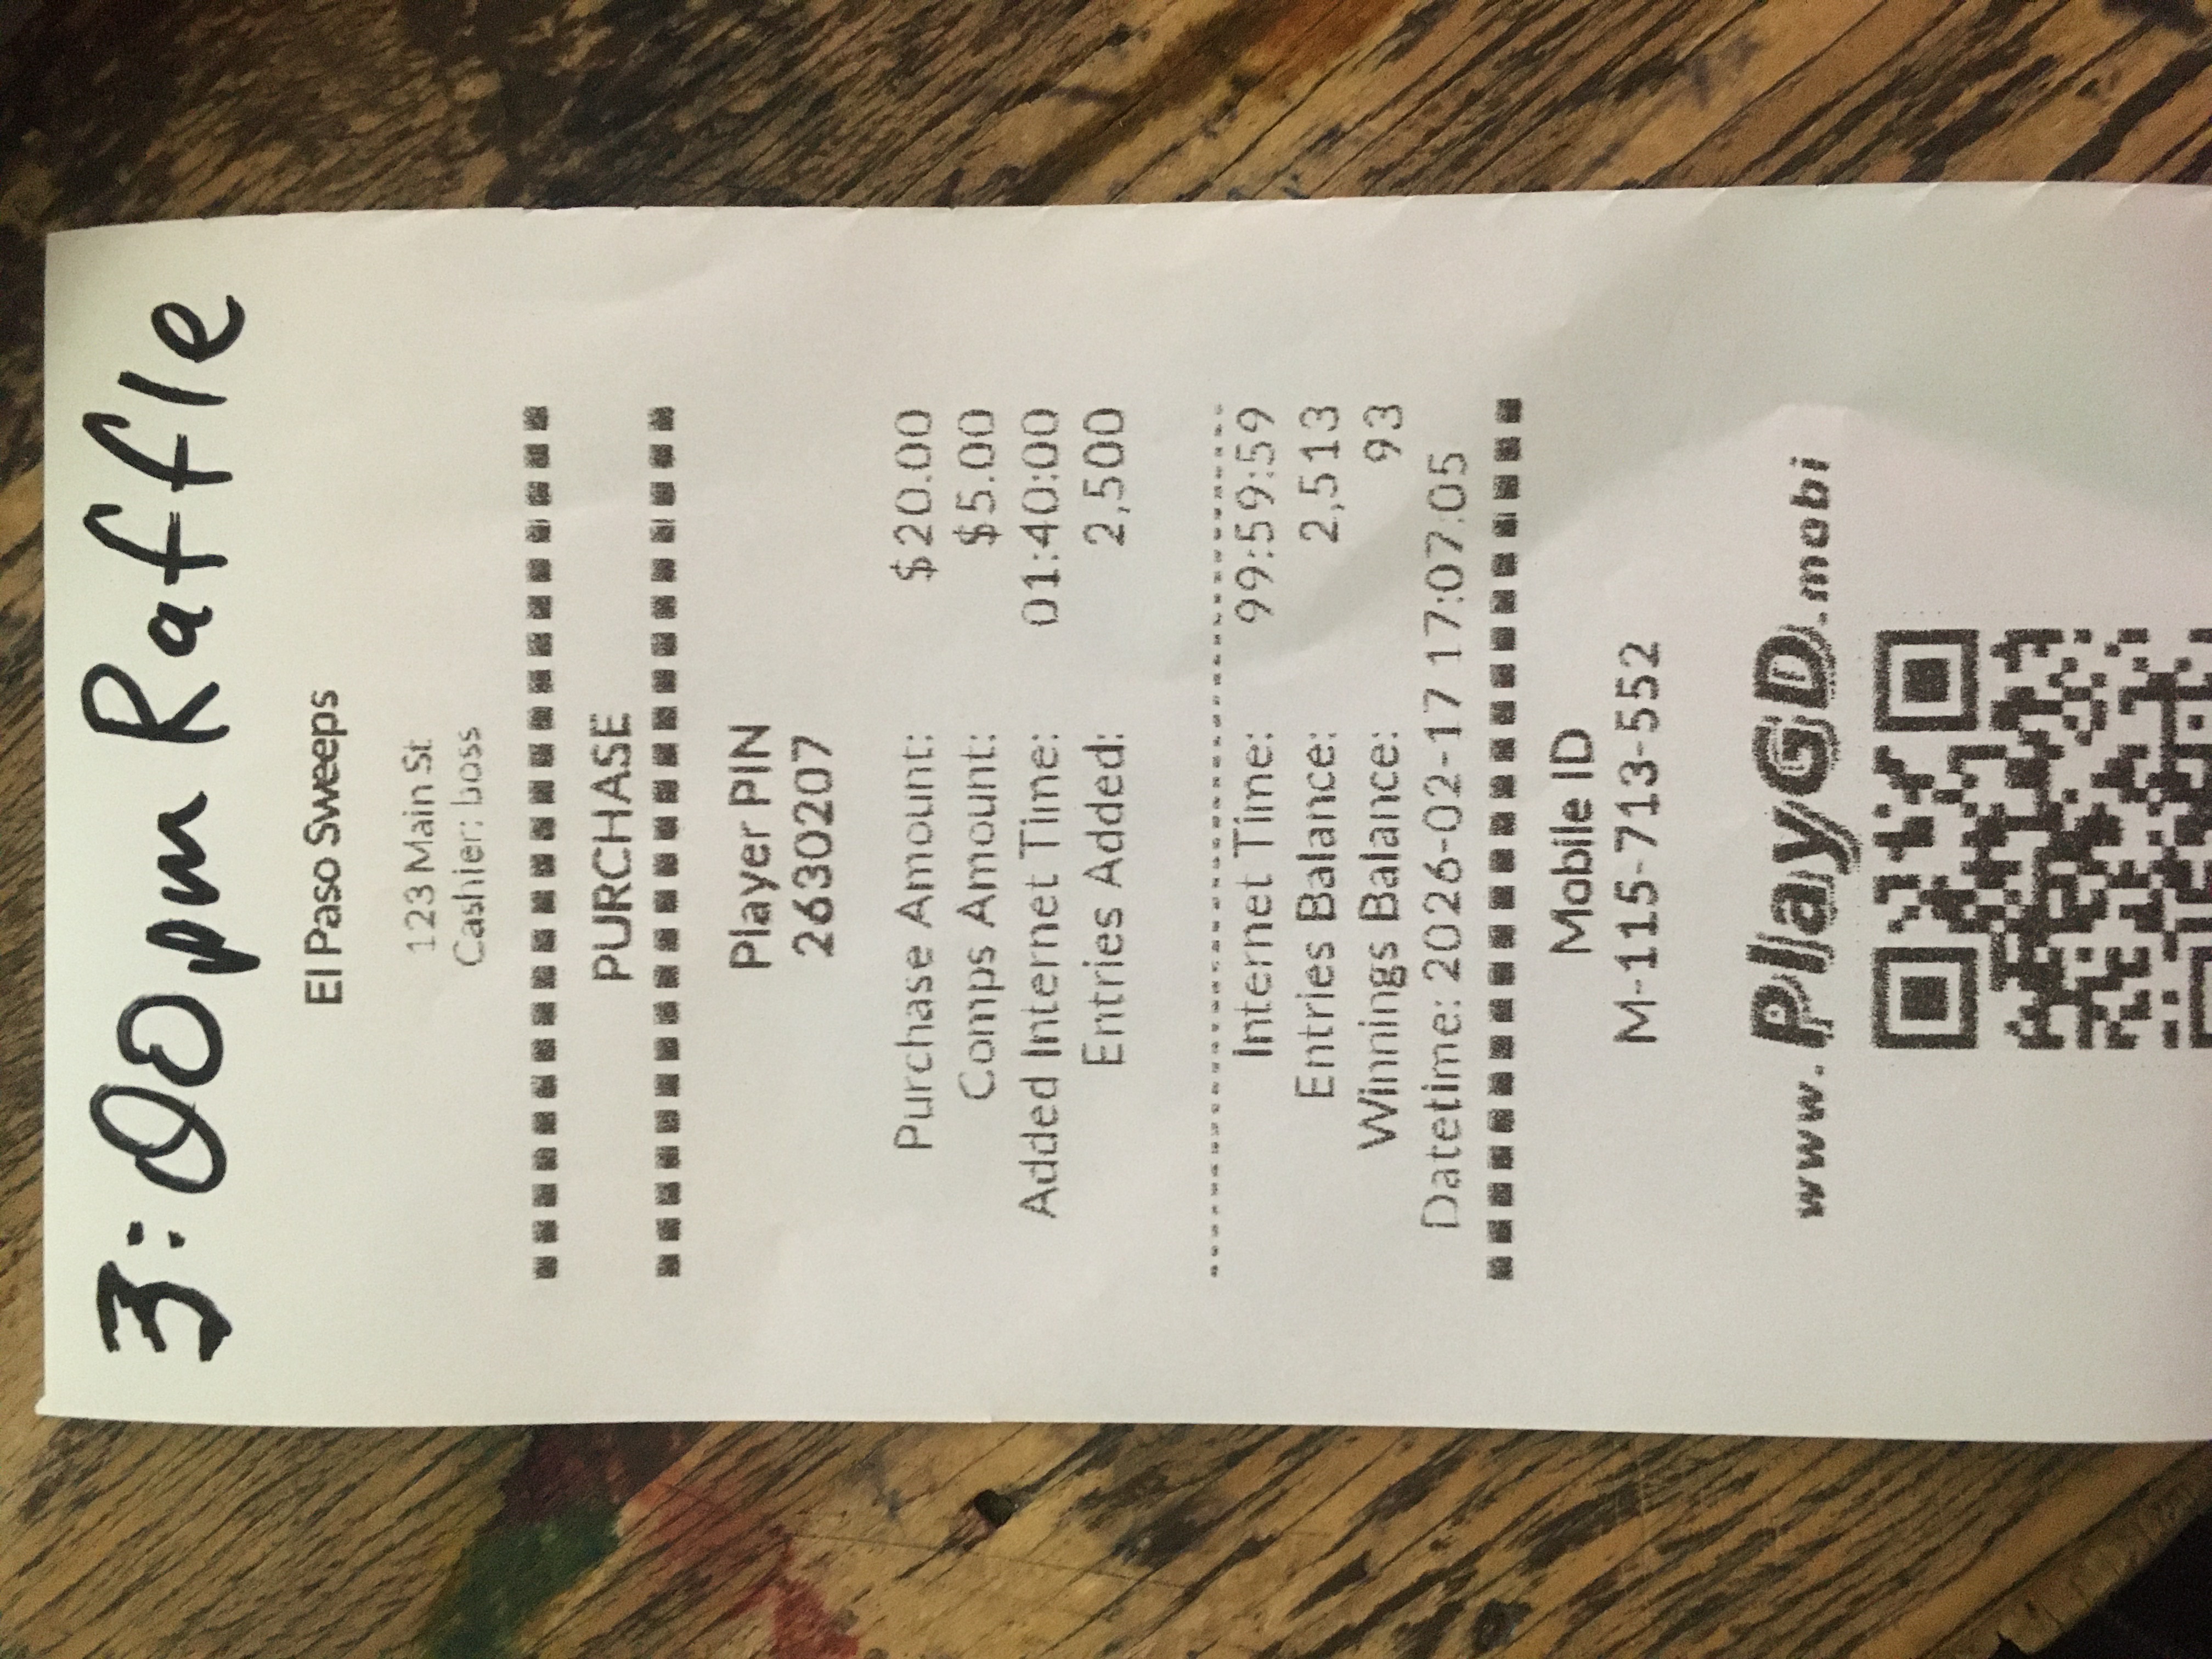 3:00pm Raffle
El Paso Sweeps
123 Main St
Cashier: boss
PURCHASE
Player PIN
2630207
Purchase Amount: $20.00
Comps Amount: $5.00
Added Internet Time: 01:40:00
Entries Added: 2,500
Internet Time: 99:59:59
Entries Balance: 2,513
Winnings Balance: 93
Datetime: 2026-02-17 17:07:05
Mobile ID
M-1115-713-552
www.PlayGD.mobi